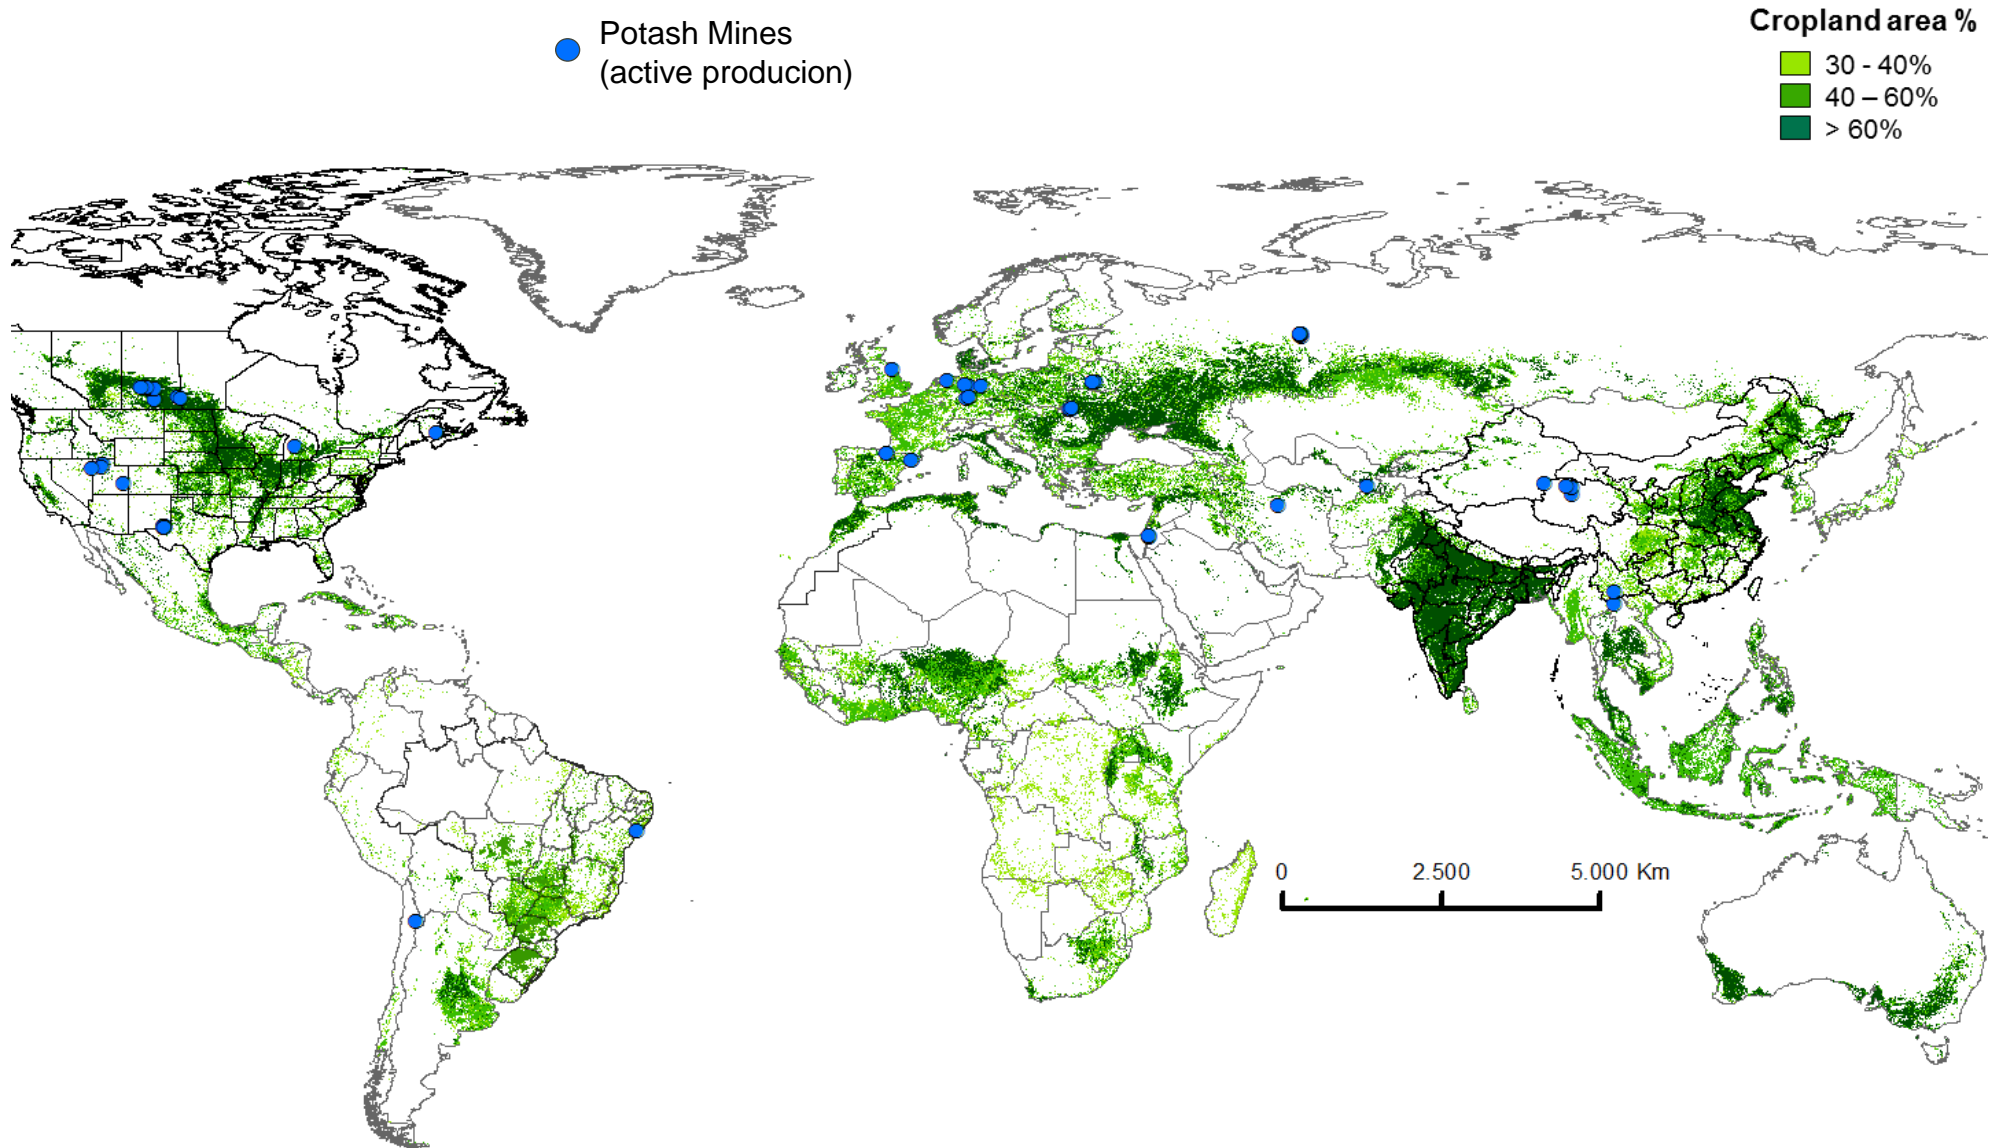 Potash Mines
(active producion)
Cropland area %
30 - 40%
40 – 60%
> 60%
0 2.500 5.000 Km